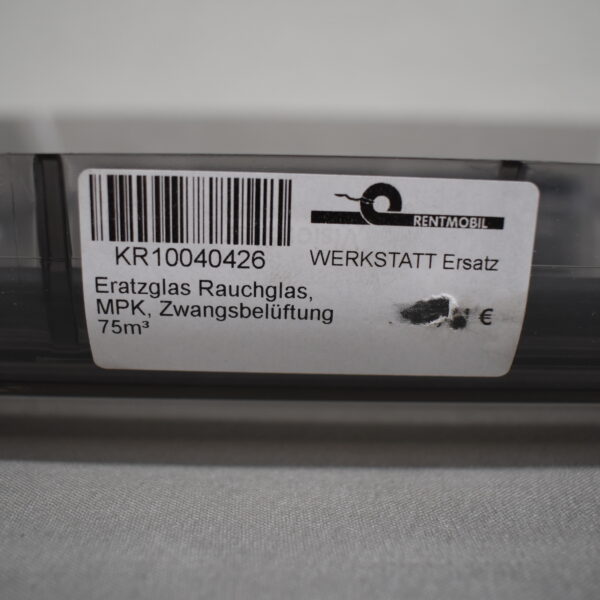 RENTMOBIL
KR10040426
WERKSTATT Ersatz
Eratzglas Rauchglas,
MPK, Zwangsbelüftung
75m³
€